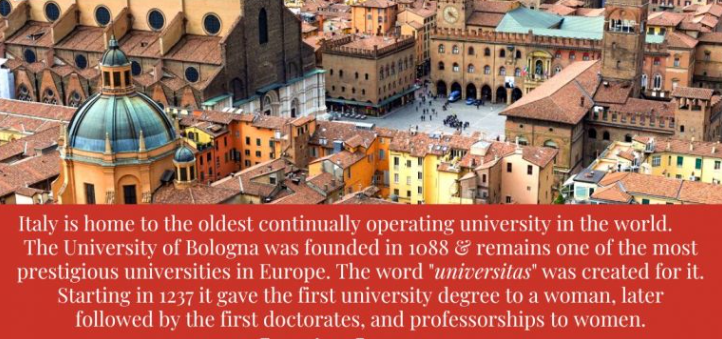 Italy is home to the oldest continually operating university in the world.
The University of Bologna was founded in 1088 & remains one of the most
prestigious universities in Europe. The word "universitas" was created for it.
Starting in 1237 it gave the first university degree to a woman, later
followed by the first doctorates, and professorships to women.